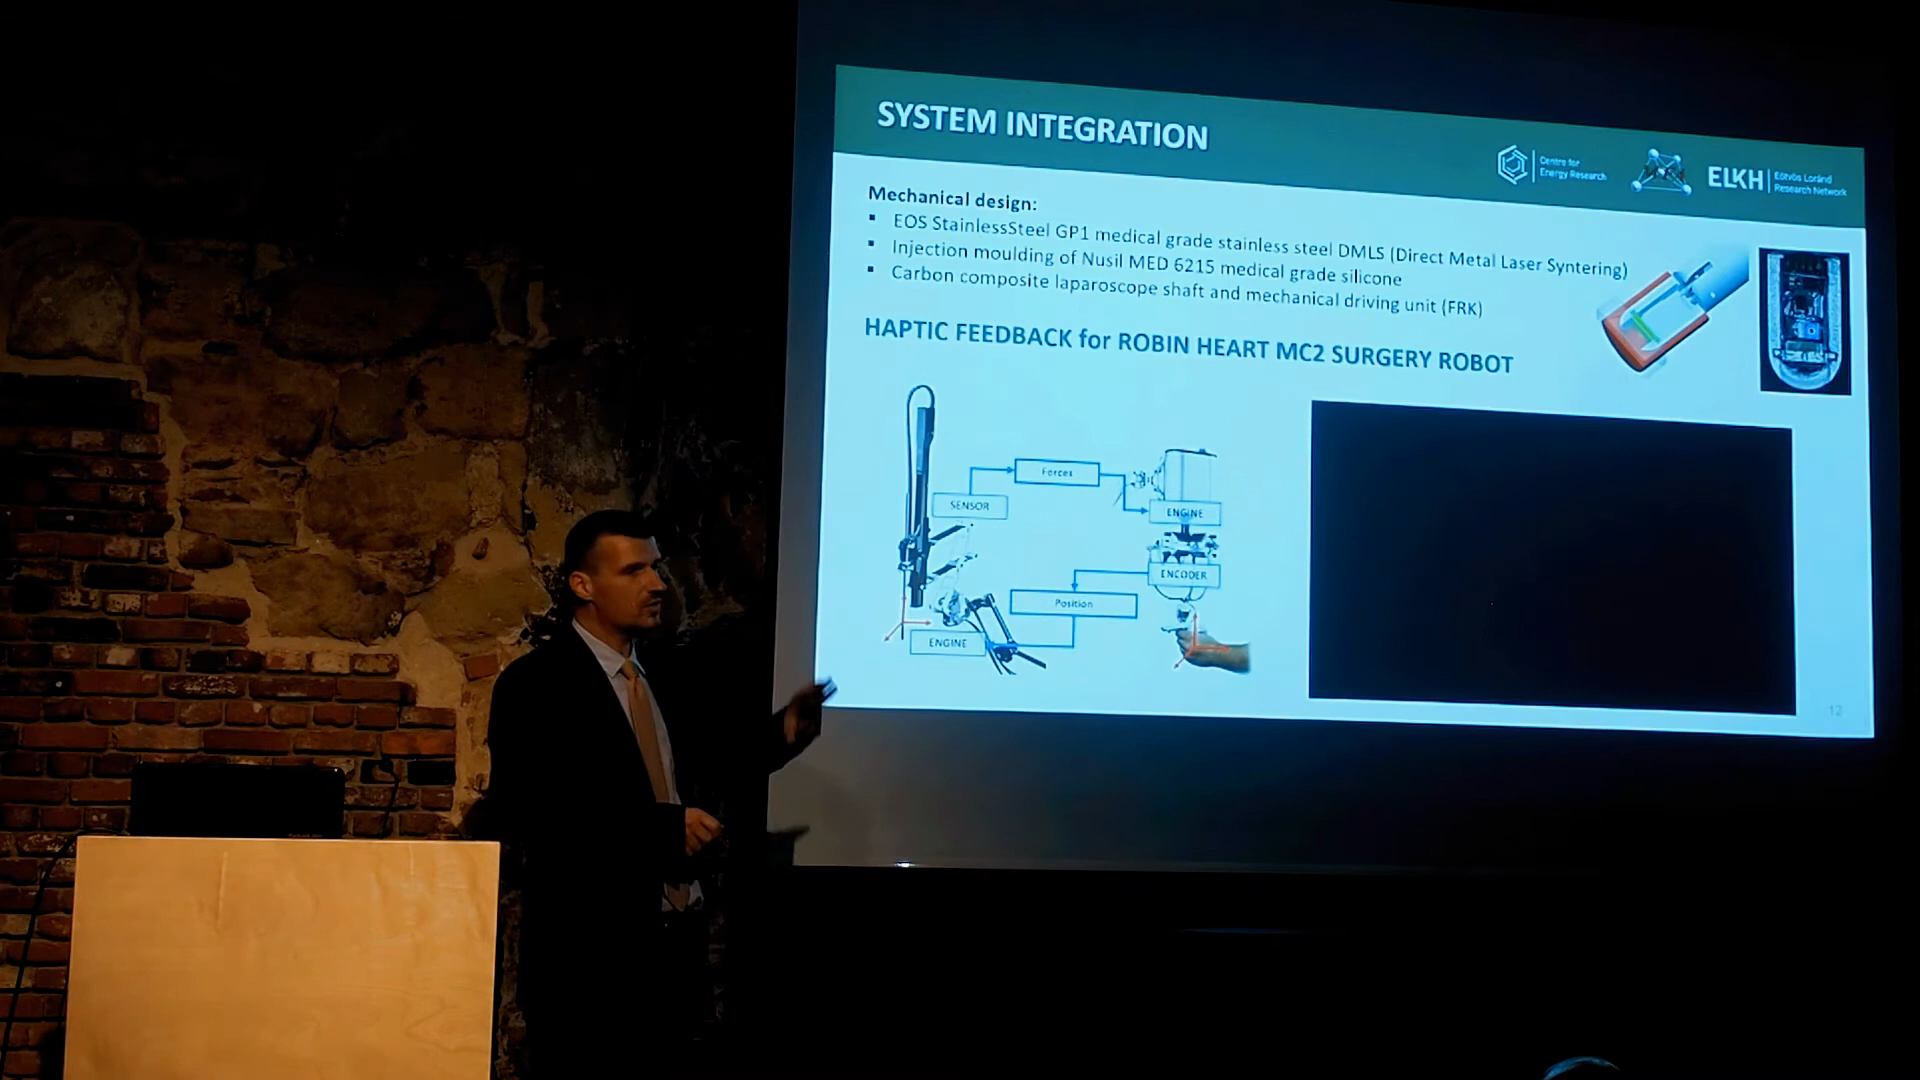 SYSTEM INTEGRATION
Centre for
Energy Research
ELKH
Eötvös Loránd
Research Network
Mechanical design:
▪ EOS StainlessSteel GP1 medical grade stainless steel DMLS (Direct Metal Laser Syntering)
▪ Injection moulding of Nusil MED 6215 medical grade silicone
▪ Carbon composite laparoscope shaft and mechanical driving unit (FRK)
HAPTIC FEEDBACK for ROBIN HEART MC2 SURGERY ROBOT
Forces
SENSOR
ENGINE
ENCODER
Position
ENGINE
12